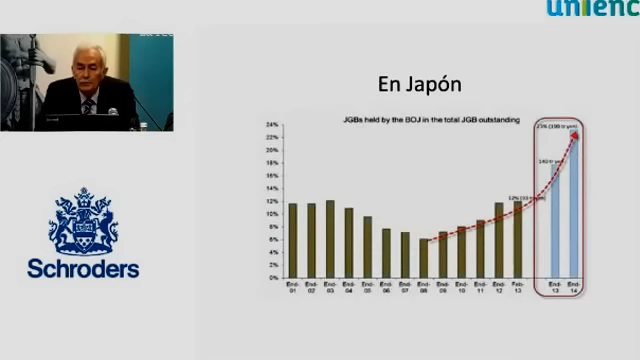 En Japón
JGBs held by the BOJ in the total JGB outstanding
24%
22%
20%
18%
16%
14%
12%
10%
8%
6%
4%
2%
0%
End-01
End-02
End-03
End-04
End-05
End-06
End-07
End-08
End-09
End-10
End-11
End-12
Feb-13
End-13
End-14
Schroders